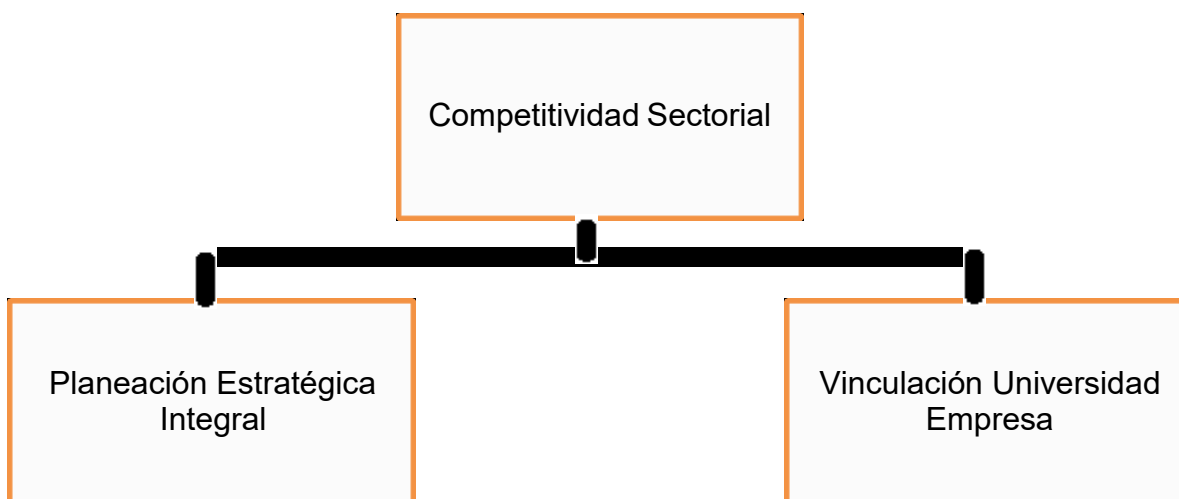 Competitividad Sectorial
Planeación Estratégica
Integral
Vinculación Universidad
Empresa